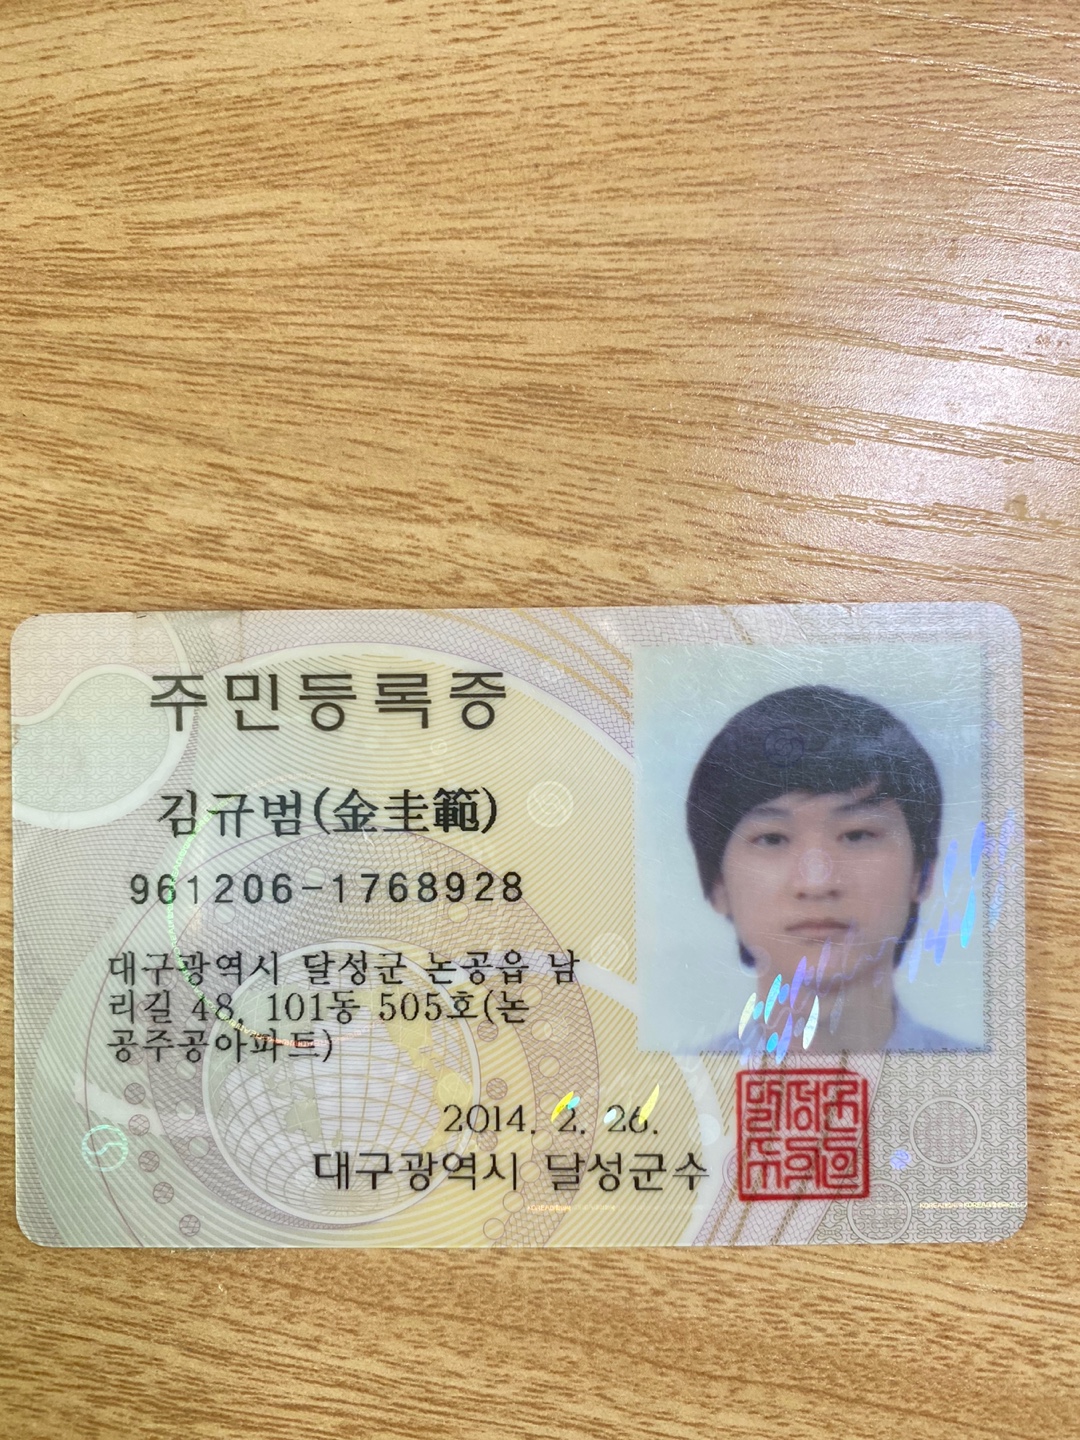 주민등록증
김규범(金圭範)
961206-1768928
대구광역시 달성군 논공읍 남
리길 48, 101동 505호(논
공주공아파트)
2014. 2. 26.
대구광역시 달성군수